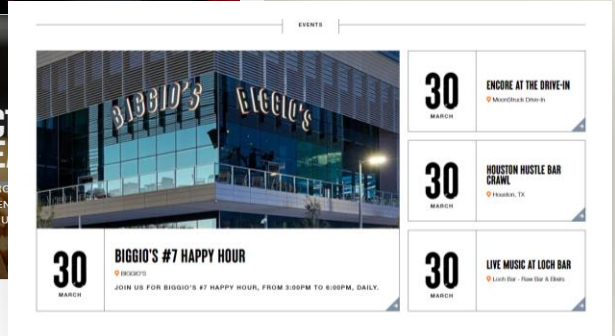 EVENTS
BIGGIO'S
BIGGIO'S
30
MARCH
BIGGIO'S #7 HAPPY HOUR
BIGGIO'S
JOIN US FOR BIGGIO'S #7 HAPPY HOUR, FROM 3:00PM TO 6:00PM, DAILY.
30
MARCH
ENCORE AT THE DRIVE-IN
MoonStruck Drive-In
30
MARCH
HOUSTON HUSTLE BAR
CRAWL
Houston, TX
30
MARCH
LIVE MUSIC AT LOCH BAR
Loch Bar - Raw Bar & Elixirs